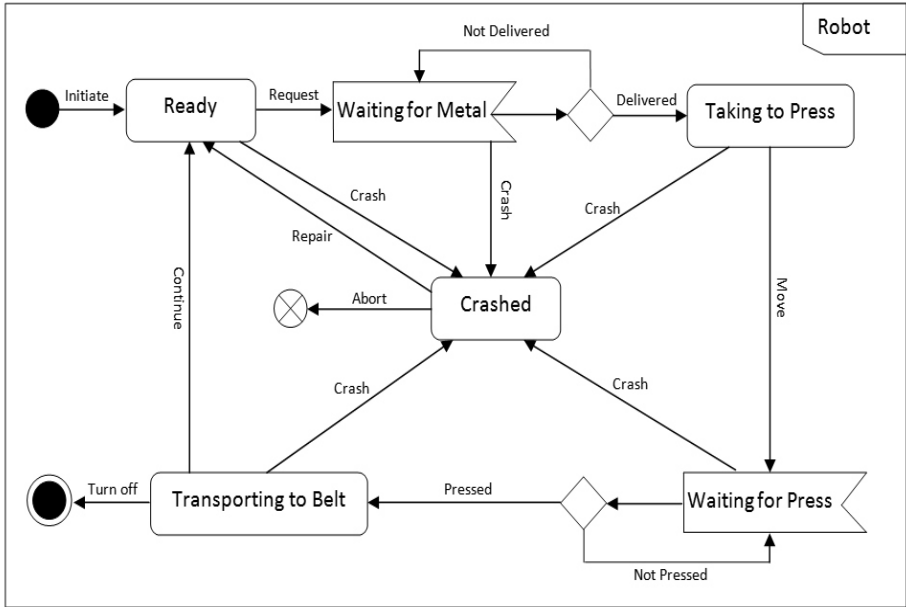 Robot
Not Delivered
Initiate
Ready
Request
Waiting for Metal
Delivered
Taking to Press
Crash
Crash
Crash
Repair
Continue
Abort
Crashed
Move
Crash
Crash
Turn off
Transporting to Belt
Pressed
Waiting for Press
Not Pressed